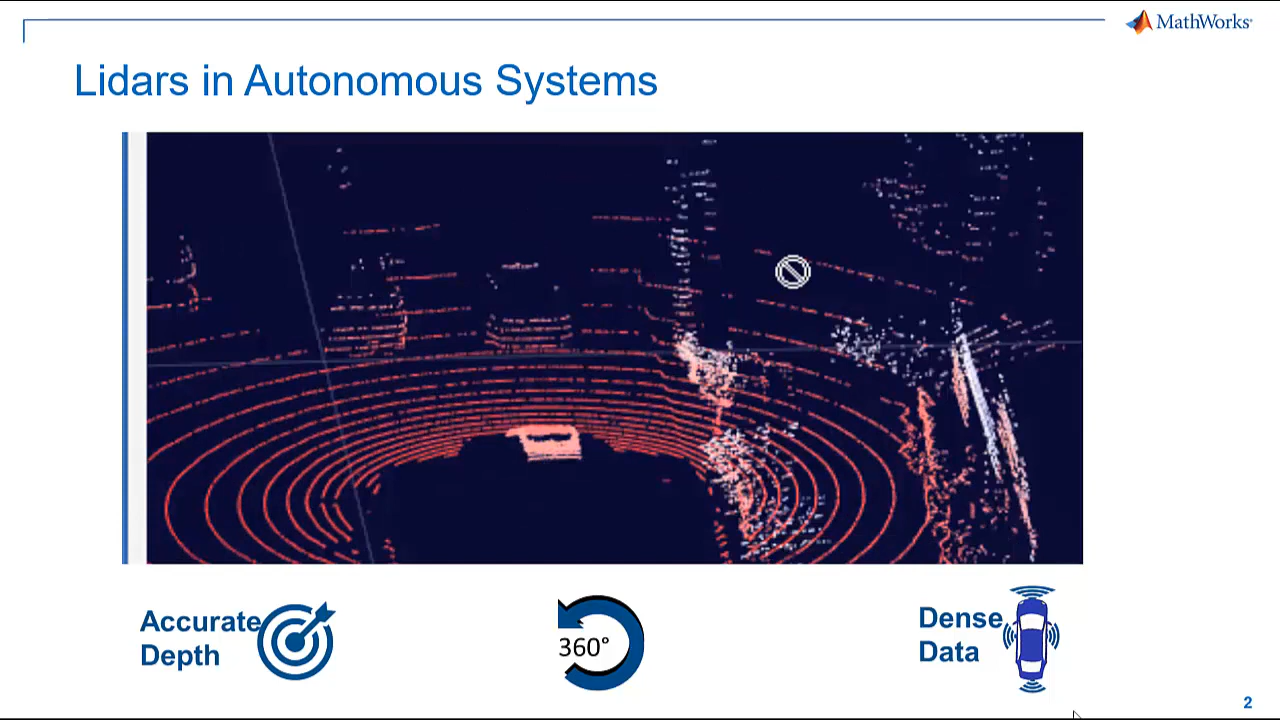 MathWorks®
Lidars in Autonomous Systems
Accurate
Depth
360°
Dense
Data
2